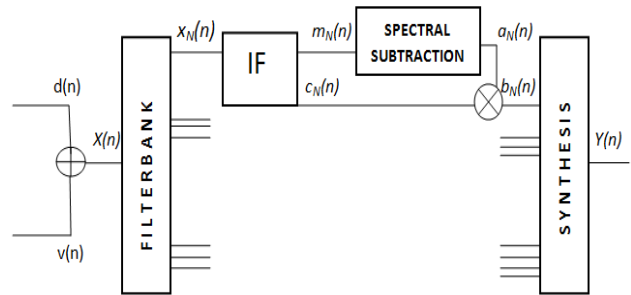 d(n)
v(n)
X(n)
FILTERBANK
x_N(n)
IF
m_N(n)
c_N(n)
SPECTRAL
SUBTRACTION
a_N(n)
b_N(n)
SYNTHESIS
Y(n)